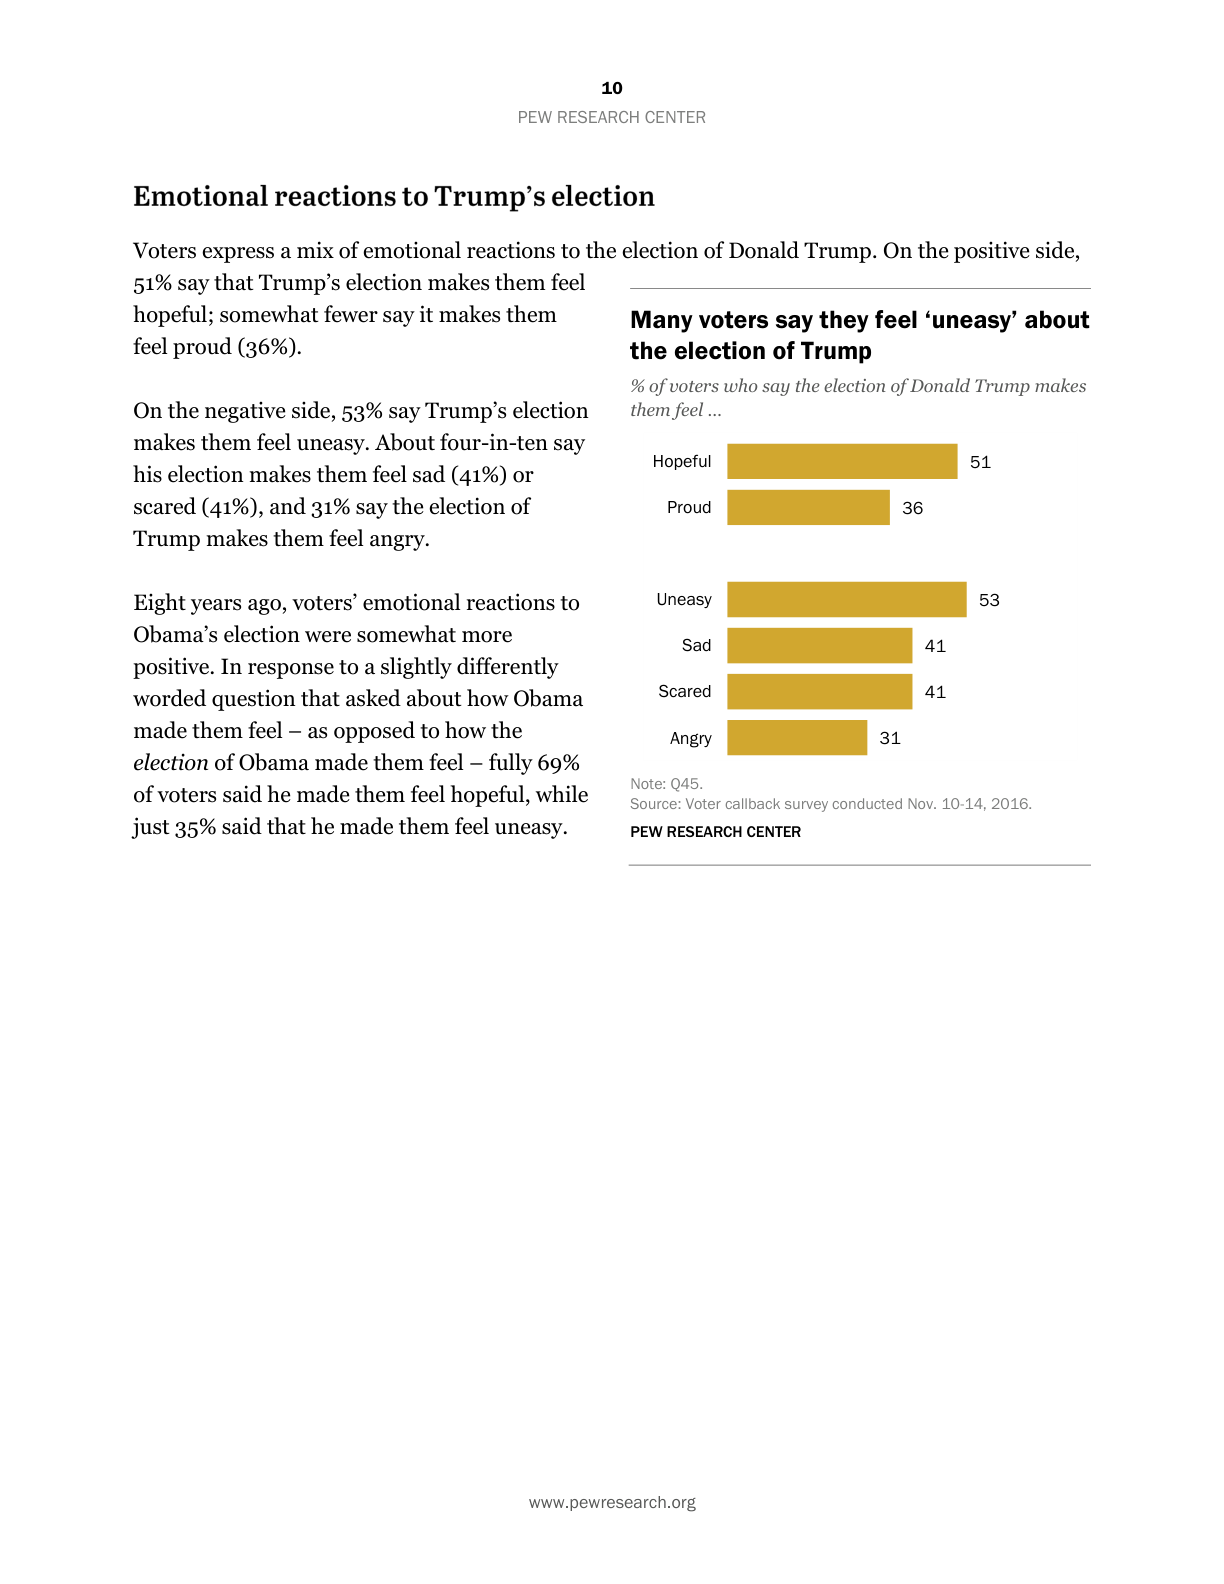 10
PEW RESEARCH CENTER
Emotional reactions to Trump’s election
Voters express a mix of emotional reactions to the election of Donald Trump. On the positive side,
51% say that Trump’s election makes them feel
hopeful; somewhat fewer say it makes them
feel proud (36%).
On the negative side, 53% say Trump’s election
makes them feel uneasy. About four-in-ten say
his election makes them feel sad (41%) or
scared (41%), and 31% say the election of
Trump makes them feel angry.
Eight years ago, voters’ emotional reactions to
Obama’s election were somewhat more
positive. In response to a slightly differently
worded question that asked about how Obama
made them feel – as opposed to how the
election of Obama made them feel – fully 69%
of voters said he made them feel hopeful, while
just 35% said that he made them feel uneasy.
Many voters say they feel ‘uneasy’ about
the election of Trump
% of voters who say the election of Donald Trump makes
them feel ...
Hopeful 51
Proud 36
Uneasy 53
Sad 41
Scared 41
Angry 31
Note: Q45.
Source: Voter callback survey conducted Nov. 10-14, 2016.
PEW RESEARCH CENTER
www.pewresearch.org